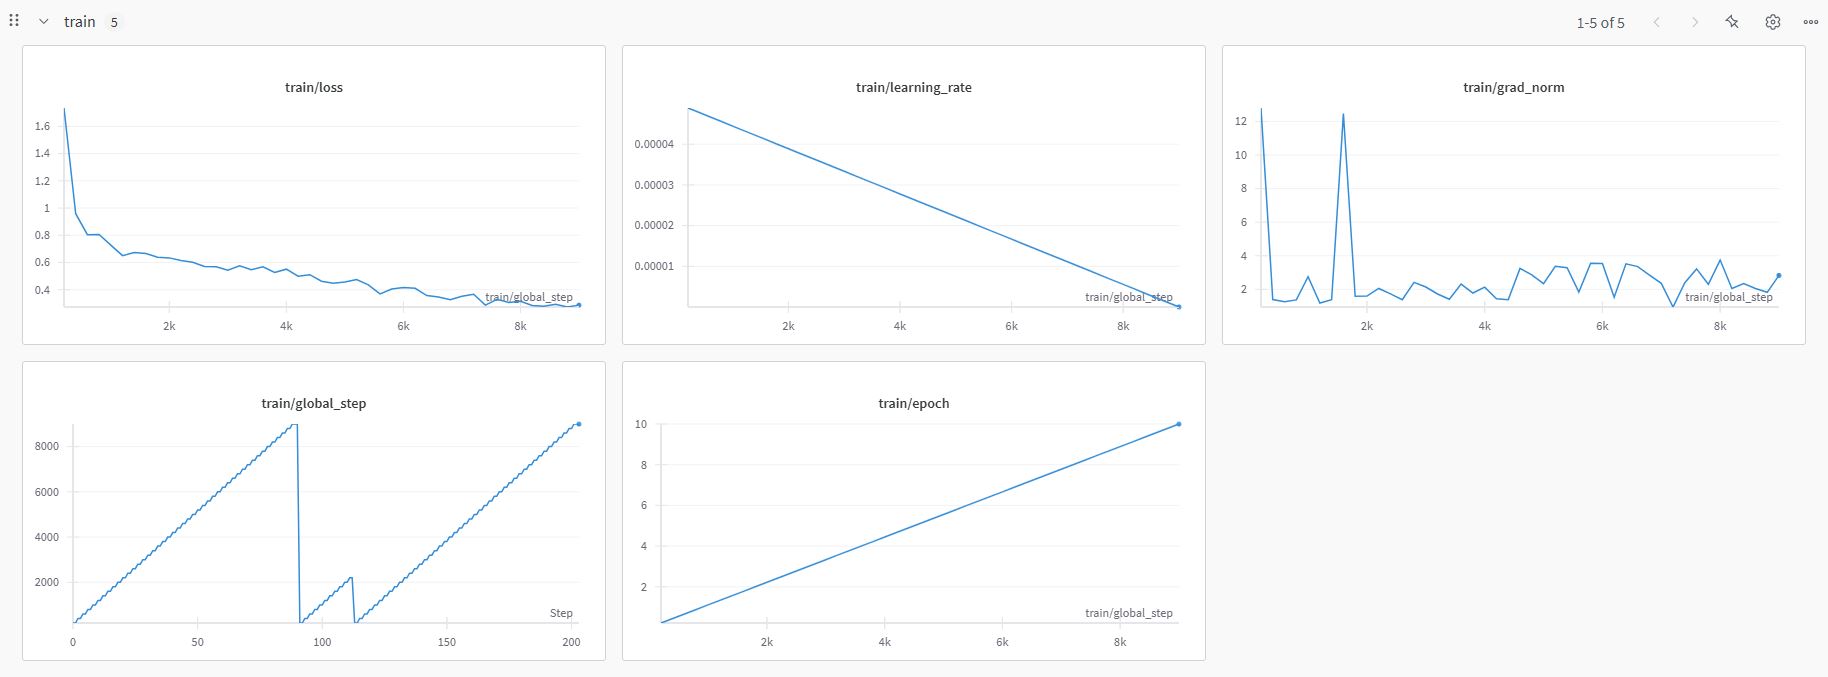 train 5
1-5 of 5
train/loss
1.6
1.4
1.2
1
0.8
0.6
0.4
train/global_step
2k 4k 6k 8k
train/learning_rate
0.00004
0.00003
0.00002
0.00001
train/global_step
2k 4k 6k 8k
train/grad_norm
12
10
8
6
4
2
train/global_step
2k 4k 6k 8k
train/global_step
8000
6000
4000
2000
Step
0 50 100 150 200
train/epoch
10
8
6
4
2
train/global_step
2k 4k 6k 8k